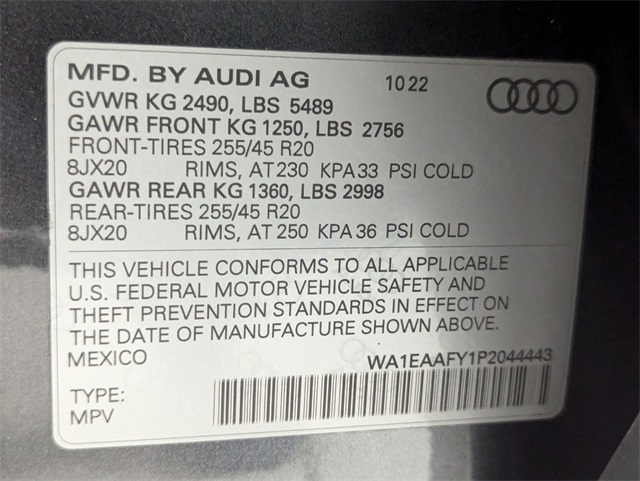 MFD. BY AUDI AG 10 22
GVWR KG 2490, LBS 5489
GAWR FRONT KG 1250, LBS 2756
FRONT-TIRES 255/45 R20
8JX20 RIMS, AT 230 KPA 33 PSI COLD
GAWR REAR KG 1360, LBS 2998
REAR-TIRES 255/45 R20
8JX20 RIMS, AT 250 KPA 36 PSI COLD
THIS VEHICLE CONFORMS TO ALL APPLICABLE
U.S. FEDERAL MOTOR VEHICLE SAFETY AND
THEFT PREVENTION STANDARDS IN EFFECT ON
THE DATE OF MANUFACTURE SHOWN ABOVE.
MEXICO WA1EAAFY1P2044443
TYPE:
MPV